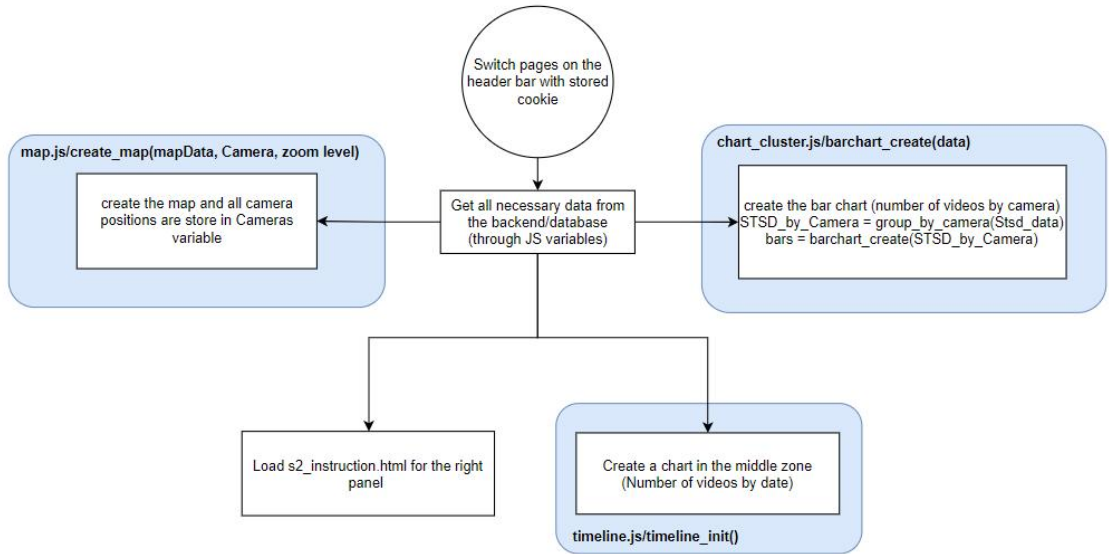 Switch pages on the
header bar with stored
cookie
map.js/create_map(mapData, Camera, zoom level)
create the map and all camera
positions are store in Cameras
variable
Get all necessary data from
the backend/database
(through JS variables)
chart_cluster.js/barchart_create(data)
create the bar chart (number of videos by camera)
STSD_by_Camera = group_by_camera(Stsd_data)
bars = barchart_create(STSD_by_Camera)
Load s2_instruction.html for the right
panel
Create a chart in the middle zone
(Number of videos by date)
timeline.js/timeline_init()